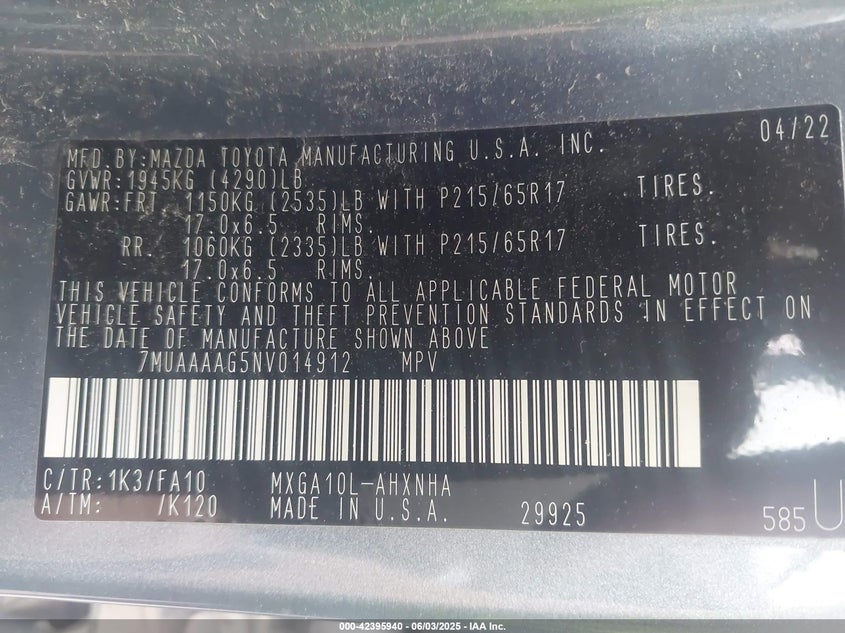 04/22
MFD.BY:MAZDA TOYOTA MANUFACTURING U.S.A. INC.
GVWR:1945KG (4290)LB
GAWR:FRT 1150KG (2535)LB WITH P215/65R17 TIRES.
17.0x6.5 RIMS.
RR. 1060KG (2335)LB WITH P215/65R17 TIRES.
17.0x6.5 RIMS.
THIS VEHICLE CONFORMS TO ALL APPLICABLE FEDERAL MOTOR
VEHICLE SAFETY AND THEFT PREVENTION STANDARDS IN EFFECT ON
THE DATE OF MANUFACTURE SHOWN ABOVE
7MUAAAAG5NV014912 MPV
C/TR:1K3/FA10 MXGA10L-AHXNHA
A/TM: /K120 MADE IN U.S.A. 29925 585U
000-42395940 - 06/03/2025 - IAA Inc.